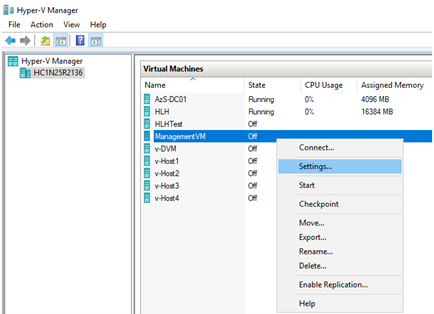 Hyper-V Manager
File Action View Help
Hyper-V Manager
HC1N25R2136
Virtual Machines
Name State CPU Usage Assigned Memory
AzS-DC01 Running 0% 4096 MB
HLH Running 0% 16384 MB
HLHTest Off
ManagementVM Off
v-DVM Off
v-Host1 Off
v-Host2 Off
v-Host3 Off
v-Host4 Off
Connect...
Settings...
Start
Checkpoint
Move...
Export...
Rename...
Delete...
Enable Replication...
Help